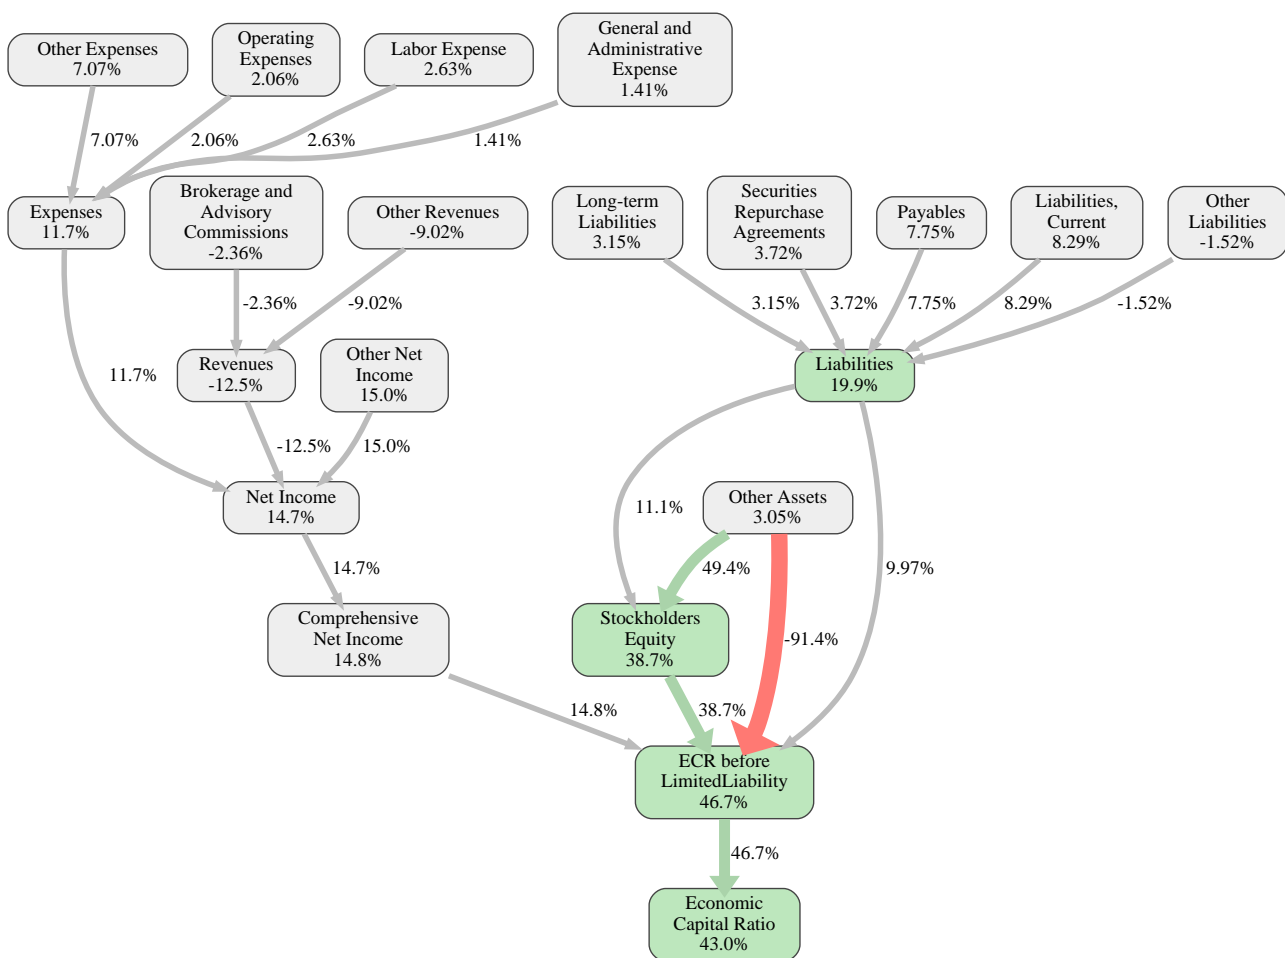 Other Expenses
7.07%
Operating
Expenses
2.06%
Labor Expense
2.63%
General and
Administrative
Expense
1.41%
7.07%
2.06%
2.63%
1.41%
Expenses
11.7%
Brokerage and
Advisory
Commissions
-2.36%
Other Revenues
-9.02%
Long-term
Liabilities
3.15%
Securities
Repurchase
Agreements
3.72%
Payables
7.75%
Liabilities,
Current
8.29%
Other
Liabilities
-1.52%
-2.36%
-9.02%
3.15%
3.72%
7.75%
8.29%
-1.52%
11.7%
Revenues
-12.5%
Other Net
Income
15.0%
Liabilities
19.9%
-12.5%
15.0%
Net Income
14.7%
11.1%
Other Assets
3.05%
9.97%
14.7%
49.4%
-91.4%
Comprehensive
Net Income
14.8%
Stockholders
Equity
38.7%
14.8%
38.7%
ECR before
LimitedLiability
46.7%
46.7%
Economic
Capital Ratio
43.0%